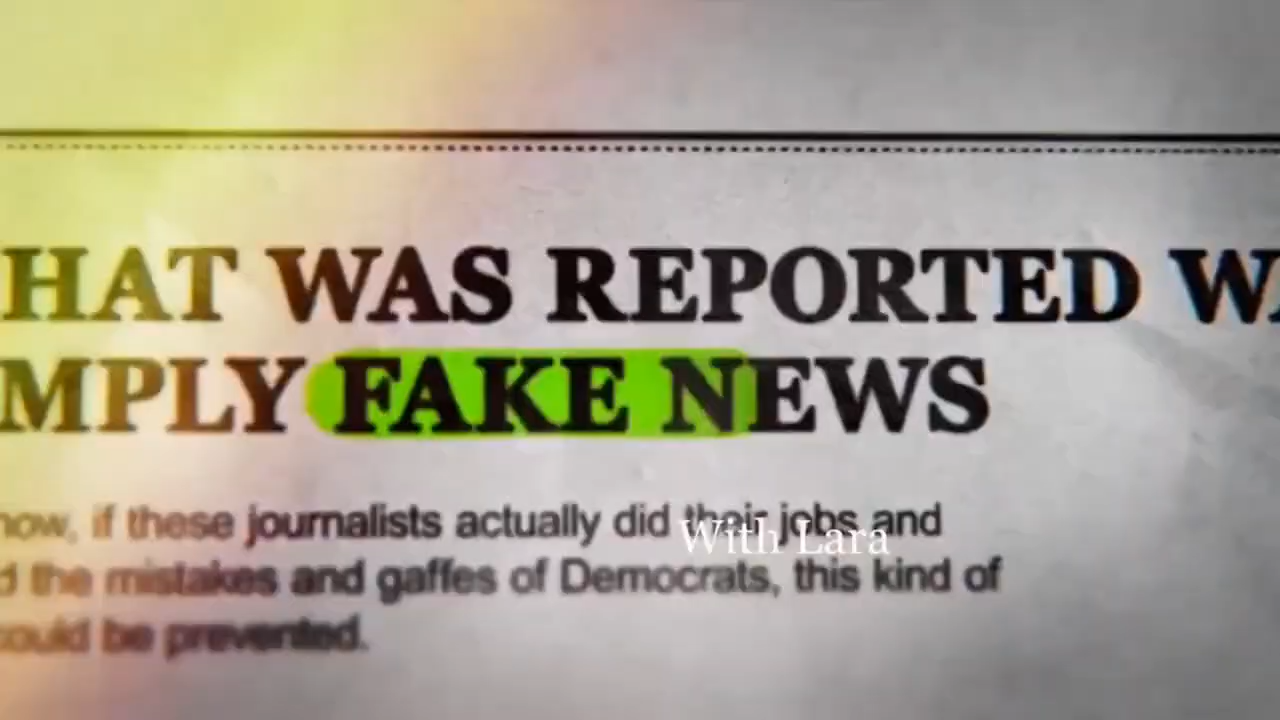 HAT WAS REPORTED W
MPLY FAKE NEWS
now, if these journalists actually did their jobs and
With Lara
d the mistakes and gaffes of Democrats, this kind of
could be prevented.